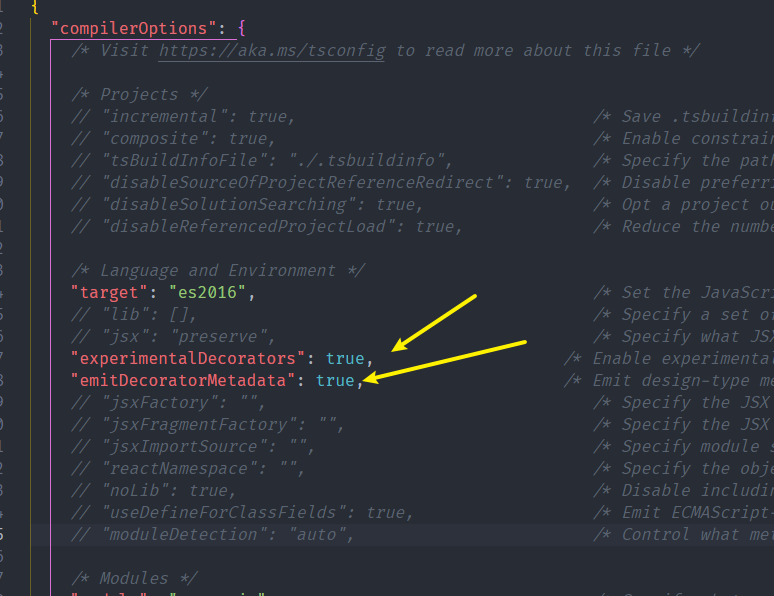 {
"compilerOptions": {
/* Visit https://aka.ms/tsconfig to read more about this file */
/* Projects */
// "incremental": true, /* Save .tsbuildinf
// "composite": true, /* Enable constrain
// "tsBuildInfoFile": "./.tsbuildinfo", /* Specify the path
// "disableSourceOfProjectReferenceRedirect": true, /* Disable preferri
// "disableSolutionSearching": true, /* Opt a project ou
// "disableReferencedProjectLoad": true, /* Reduce the numbe
/* Language and Environment */
"target": "es2016", /* Set the JavaScri
// "lib": [], /* Specify a set of
// "jsx": "preserve", /* Specify what JSX
"experimentalDecorators": true, /* Enable experimenta
"emitDecoratorMetadata": true, /* Emit design-type me
// "jsxFactory": "", /* Specify the JSX
// "jsxFragmentFactory": "", /* Specify the JSX
// "jsxImportSource": "", /* Specify module s
// "reactNamespace": "", /* Specify the obje
// "noLib": true, /* Disable includin
// "useDefineForClassFields": true, /* Emit ECMAScript-
// "moduleDetection": "auto", /* Control what met
/* Modules */